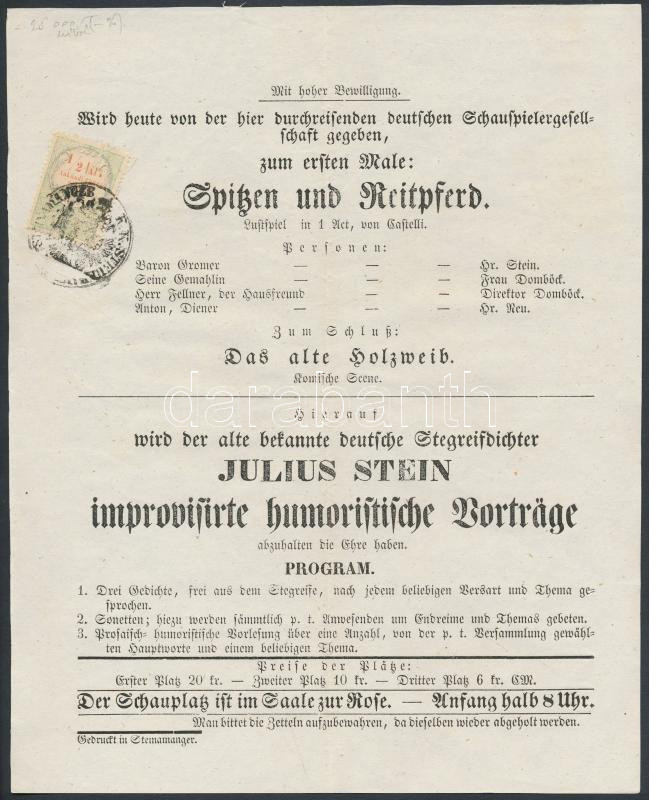 Mit hoher Bewilligung.
Wird heute von der hier durchreisenden deutschen Schauspielergesell-
schaft gegeben,
zum ersten Male:
Spitzen und Reitpferd.
Lustspiel in 1 Act, von Castelli.
Personen:
Baron Gromer — — — Hr. Stein.
Seine Gemahlin — — — Frau Domböck.
Herr Fellner, der Hausfreund — — Direktor Domböck.
Anton, Diener — — — Hr. Neu.
Zum Schluß:
Das alte Holzweib.
Komische Scene.
Hierauf
wird der alte bekannte deutsche Stegreifdichter
JULIUS STEIN
improvisirte humoristische Vorträge
abzuhalten die Ehre haben.
PROGRAM.
1. Drei Gedichte, frei aus dem Stegreife, nach jedem beliebigen Versart und Thema ge-
sprochen.
2. Sonetten; hiezu werden sämmtlich p. t. Anwesenden um Endreime und Themas gebeten.
3. Prosaisch-humoristische Vorlesung über eine Anzahl, von der p. t. Versammlung gewähl-
ten Hauptworte und einem beliebigen Thema.
Preise der Plätze:
Erster Platz 20 kr. — Zweiter Platz 10 kr. — Dritter Platz 6 kr. CM.
Der Schauplatz ist im Saale zur Rose. — Anfang halb 8 Uhr.
Man bittet die Zetteln aufzubewahren, da dieselben wieder abgeholt werden.
Gedruckt in Stemamanger.
darabanth